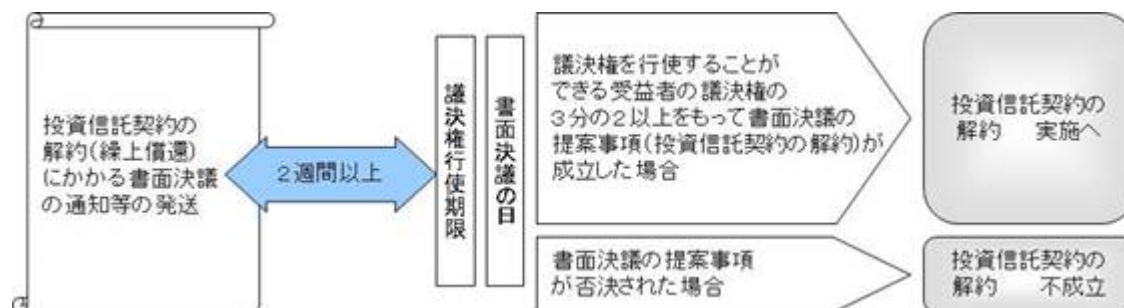 投資信託契約の
解約(繰上償還)
にかかる書面決議
の通知等の発送
２週間以上
議決権行使期限
書面決議の日
議決権を行使することが
できる受益者の議決権の
３分の２以上をもって書面決議の
提案事項(投資信託契約の解約)が
成立した場合
投資信託契約の
解約　実施へ
書面決議の提案事項
が否決された場合
投資信託契約の
解約　不成立